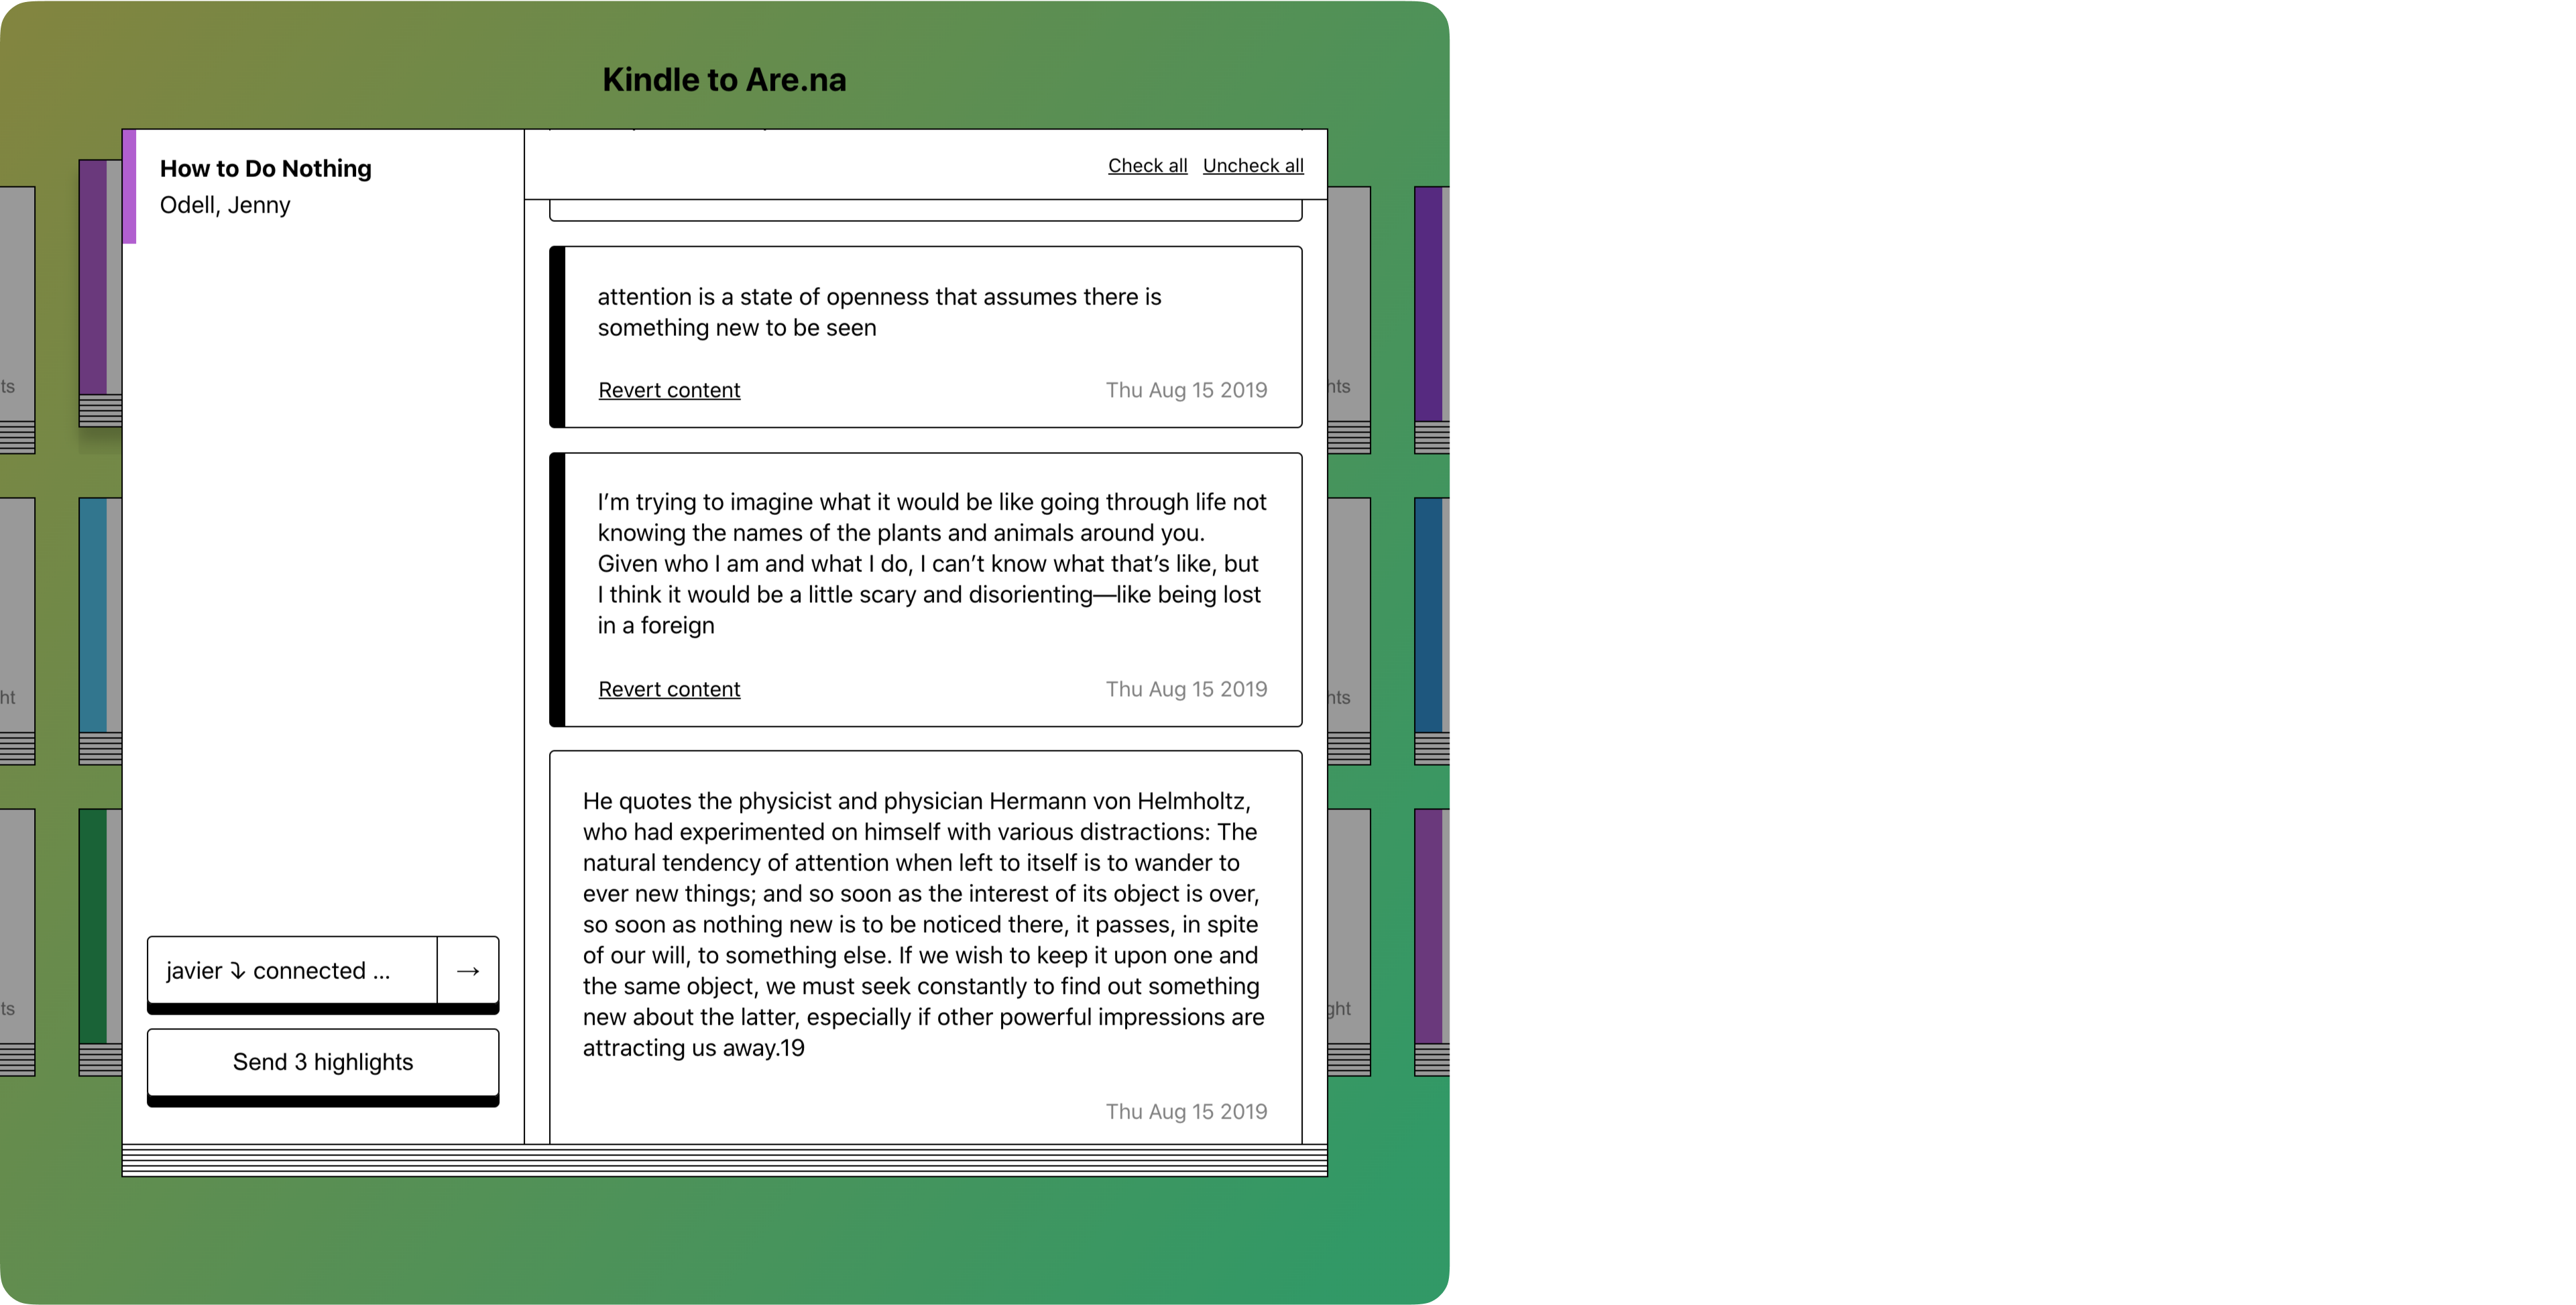 Kindle to Are.na
How to Do Nothing
Odell, Jenny
Check all Uncheck all
attention is a state of openness that assumes there is
something new to be seen
Revert content Thu Aug 15 2019
I’m trying to imagine what it would be like going through life not
knowing the names of the plants and animals around you.
Given who I am and what I do, I can’t know what that’s like, but
I think it would be a little scary and disorienting—like being lost
in a foreign
Revert content Thu Aug 15 2019
He quotes the physicist and physician Hermann von Helmholtz,
who had experimented on himself with various distractions: The
natural tendency of attention when left to itself is to wander to
ever new things; and so soon as the interest of its object is over,
so soon as nothing new is to be noticed there, it passes, in spite
of our will, to something else. If we wish to keep it upon one and
the same object, we must seek constantly to find out something
new about the latter, especially if other powerful impressions are
attracting us away.19
Thu Aug 15 2019
javier ⤵ connected ... →
Send 3 highlights